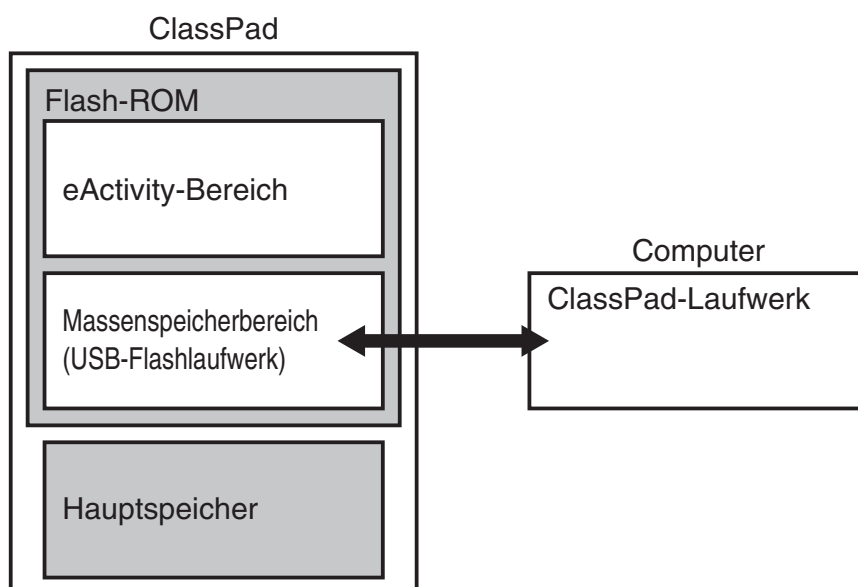 ClassPad
Flash-ROM
eActivity-Bereich
Massenspeicherbereich
(USB-Flashlaufwerk)
Hauptspeicher
Computer
ClassPad-Laufwerk